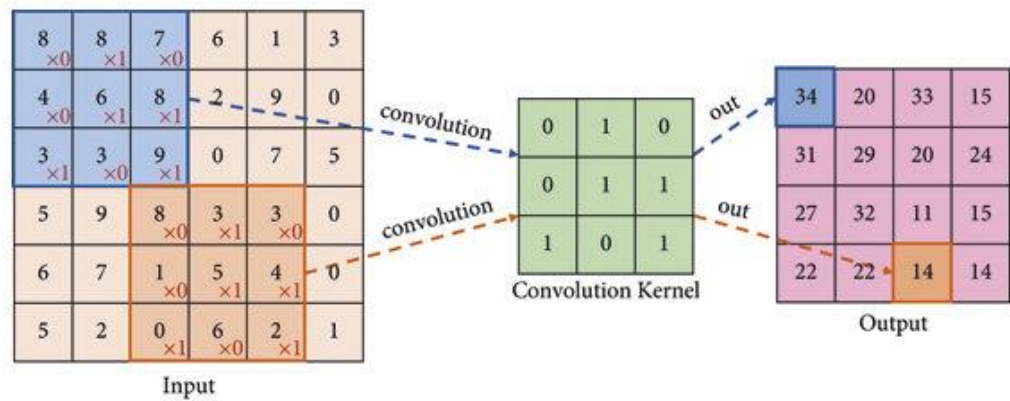 8 ×0 8 ×1 7 ×0 6 1 3
4 ×0 6 ×1 8 ×1 2 9 0
3 ×1 3 ×0 9 ×1 0 7 5
5 9 8 ×0 3 ×1 3 ×0 0
6 7 1 ×0 5 ×1 4 ×1 0
5 2 0 ×1 6 ×0 2 ×1 1
Input
convolution
convolution
0 1 0
0 1 1
1 0 1
Convolution Kernel
out
out
34 20 33 15
31 29 20 24
27 32 11 15
22 22 14 14
Output